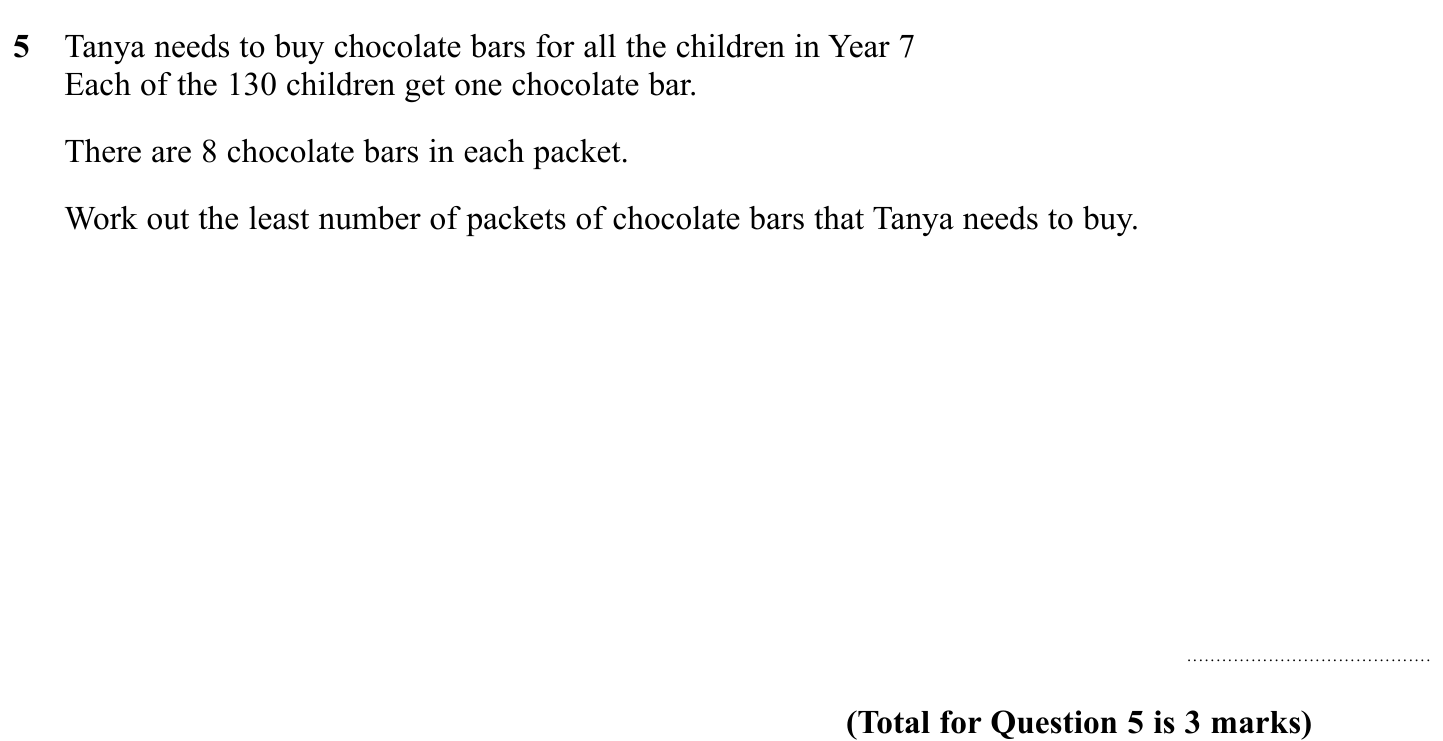 5 Tanya needs to buy chocolate bars for all the children in Year 7
Each of the 130 children get one chocolate bar.
There are 8 chocolate bars in each packet.
Work out the least number of packets of chocolate bars that Tanya needs to buy.
(Total for Question 5 is 3 marks)